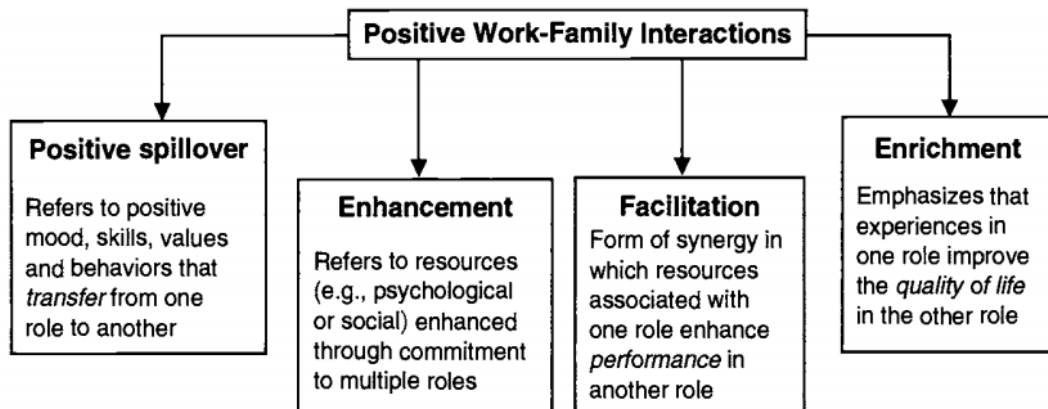 Positive Work-Family Interactions
Positive spillover
Refers to positive
mood, skills, values
and behaviors that
transfer from one
role to another
Enhancement
Refers to resources
(e.g., psychological
or social) enhanced
through commitment
to multiple roles
Facilitation
Form of synergy in
which resources
associated with
one role enhance
performance in
another role
Enrichment
Emphasizes that
experiences in
one role improve
the quality of life
in the other role